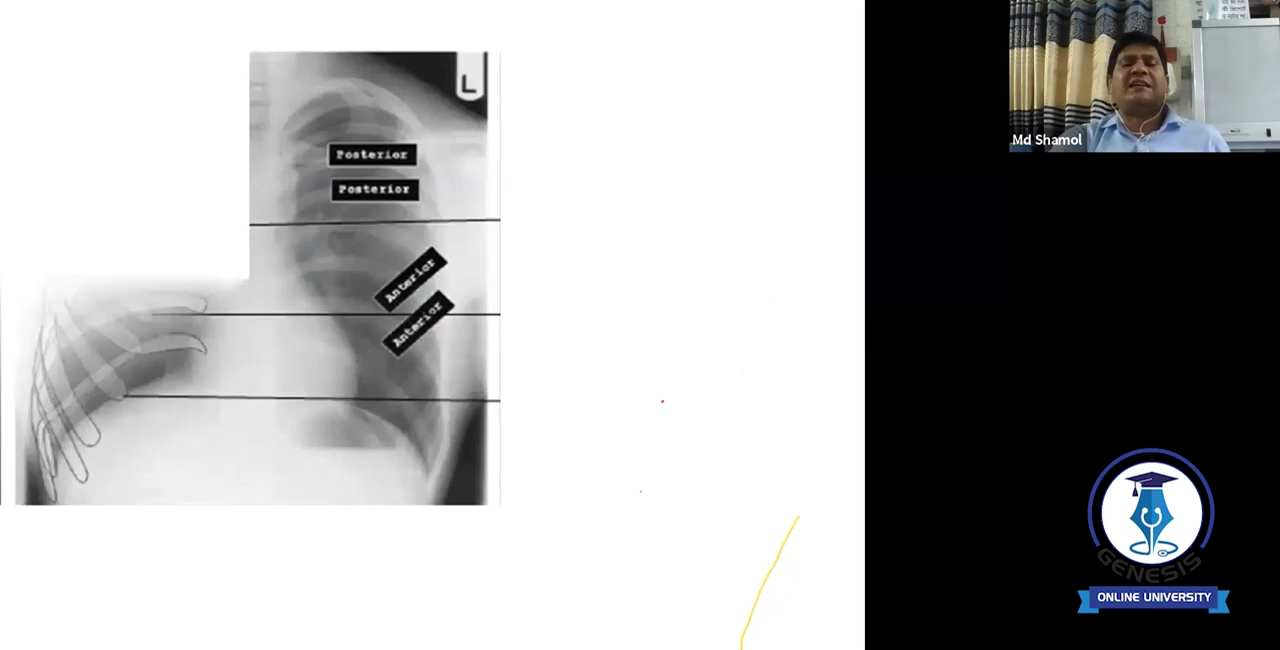 L
Posterior
Posterior
Anterior
Anterior
Md Shamol
GENESIS
ONLINE UNIVERSITY